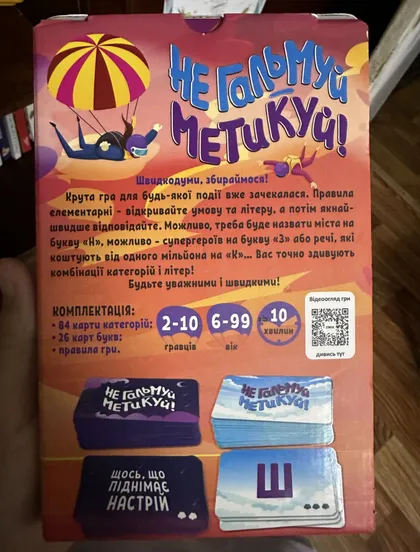 НЕ ГАЛЬМУЙ
МЕТИКУЙ!
Швидкодуми, збираймося!
Крута гра для будь-якої події вже зачекалася. Правила
елементарні - відкривайте умову та літеру, а потім якнай-
швидше відповідайте. Можливо, треба буде назвати міста на
букву «Н», можливо - супергероїв на букву «З» або речі, які
коштують від одного мільйона на «К»... Вас точно здивують
комбінації категорій і літер!
Будьте уважними і швидкими!
КОМПЛЕКТАЦІЯ:
• 84 карти категорій;
• 26 карт букв;
• правила гри.
2-10
гравців
6-99
вік
10
хвилин
Відеоогляд гри
дивись тут
НЕ ГАЛЬМУЙ
МЕТИКУЙ!
НЕ ГАЛЬМУЙ
МЕТИКУЙ!
ЩОСЬ, ЩО
ПІДНІМАЄ
НАСТРІЙ
Ш